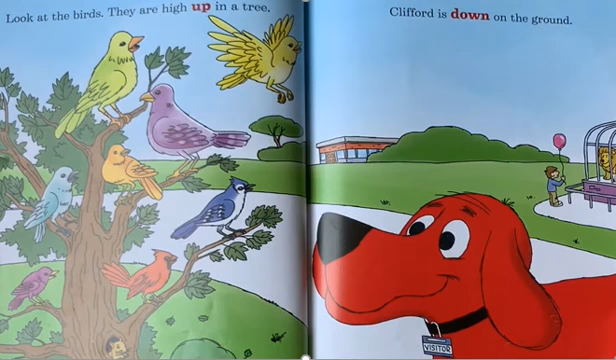 Look at the birds. They are high up in a tree.
Clifford is down on the ground.
VISITOR